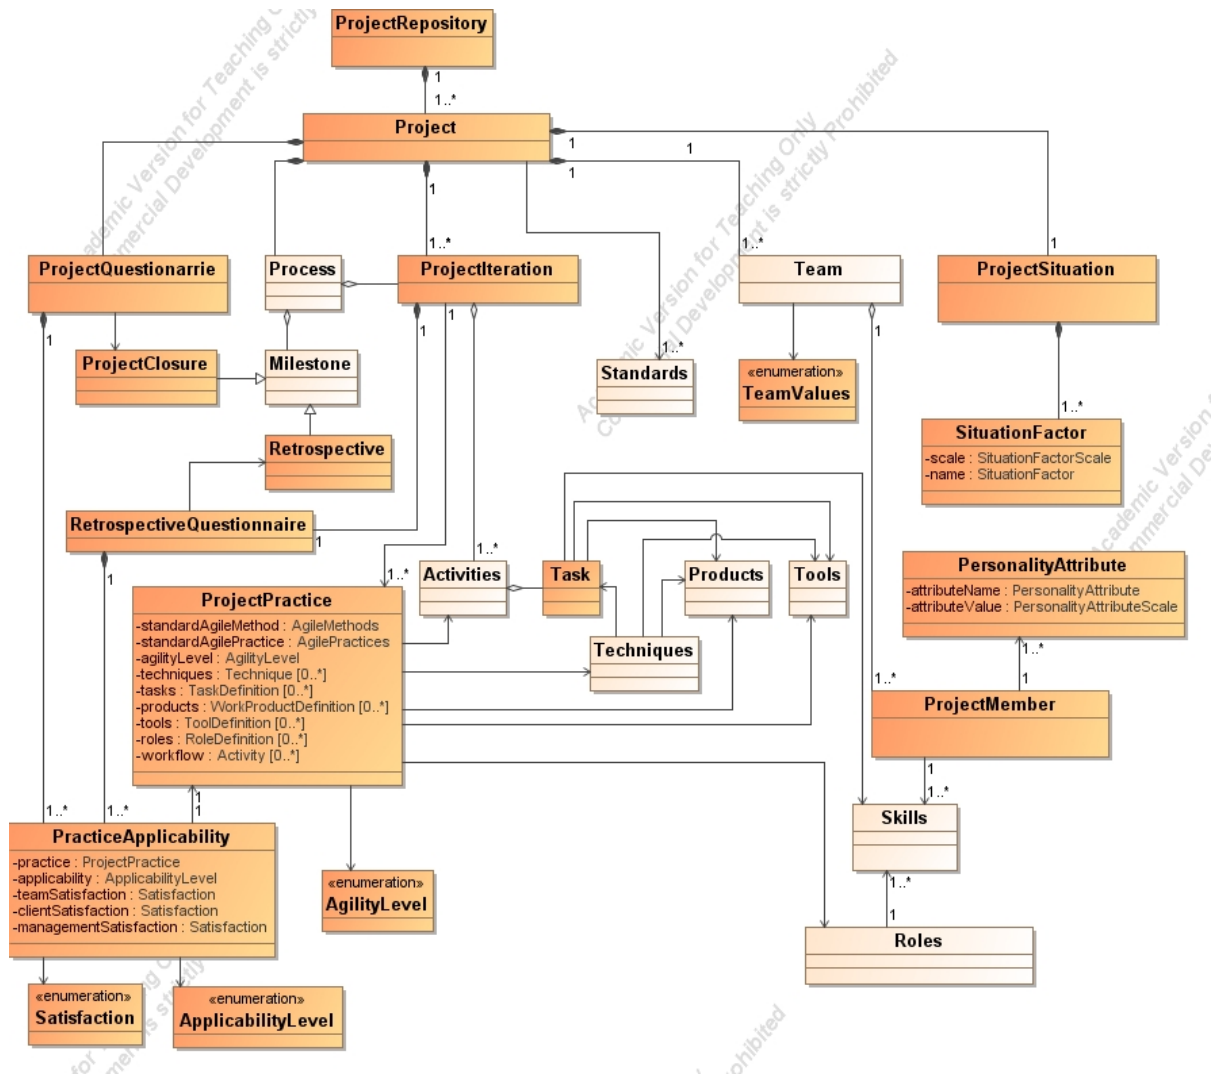 ProjectRepository
1
1..*
Project
1
1
1
1
1..*
1..*
1
ProjectQuestionarrie
Process
ProjectIteration
Team
ProjectSituation
1
1
1
1
ProjectClosure
Milestone
1..*
Standards
«enumeration»
TeamValues
1..*
SituationFactor
-scale : SituationFactorScale
-name : SituationFactor
Retrospective
RetrospectiveQuestionnaire
1
1
1..*
1..*
Activities
Task
Products
Tools
PersonalityAttribute
-attributeName : PersonalityAttribute
-attributeValue : PersonalityAttributeScale
ProjectPractice
-standardAgileMethod : AgileMethods
-standardAgilePractice : AgilePractices
-agilityLevel : AgilityLevel
-techniques : Technique [0..*]
-tasks : TaskDefinition [0..*]
-products : WorkProductDefinition [0..*]
-tools : ToolDefinition [0..*]
-roles : RoleDefinition [0..*]
-workflow : Activity [0..*]
Techniques
1..*
1..*
1
ProjectMember
1
1..*
1..*
1..*
1
1
Skills
PracticeApplicability
-practice : ProjectPractice
-applicability : ApplicabilityLevel
-teamSatisfaction : Satisfaction
-clientSatisfaction : Satisfaction
-managementSatisfaction : Satisfaction
«enumeration»
AgilityLevel
1..*
1
Roles
«enumeration»
Satisfaction
«enumeration»
ApplicabilityLevel
Academic Version for Teaching Only
Commercial Development is strictly Prohibited